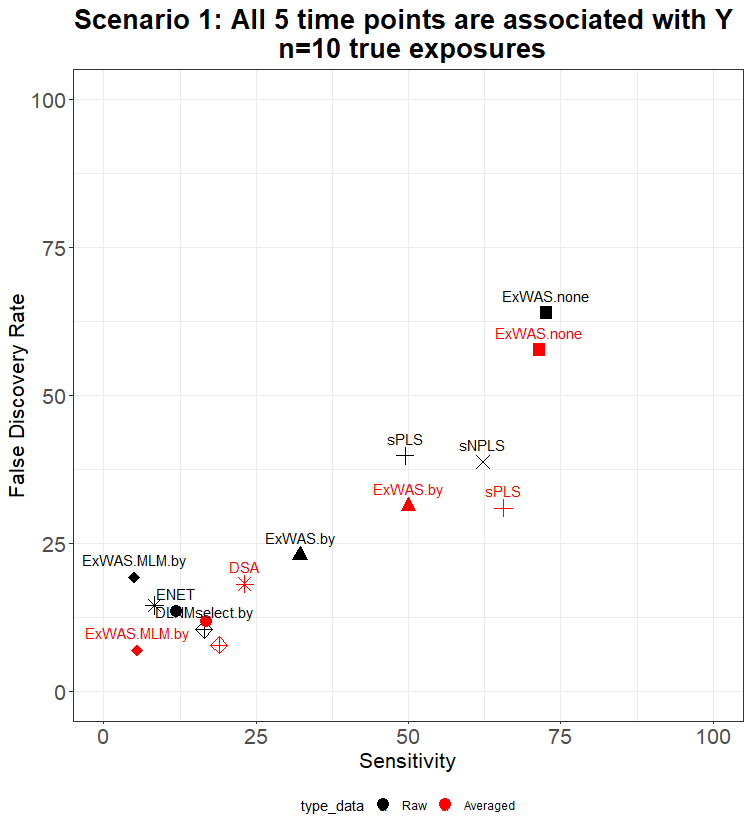 Scenario 1: All 5 time points are associated with Y
n=10 true exposures
False Discovery Rate
100
75
50
25
0
ExWAS.none
ExWAS.none
sPLS
sNPLS
ExWAS.by
sPLS
ExWAS.by
ExWAS.MLM.by
DSA
ENET
DLNMselect.by
ExWAS.MLM.by
0 25 50 75 100
Sensitivity
type_data Raw Averaged